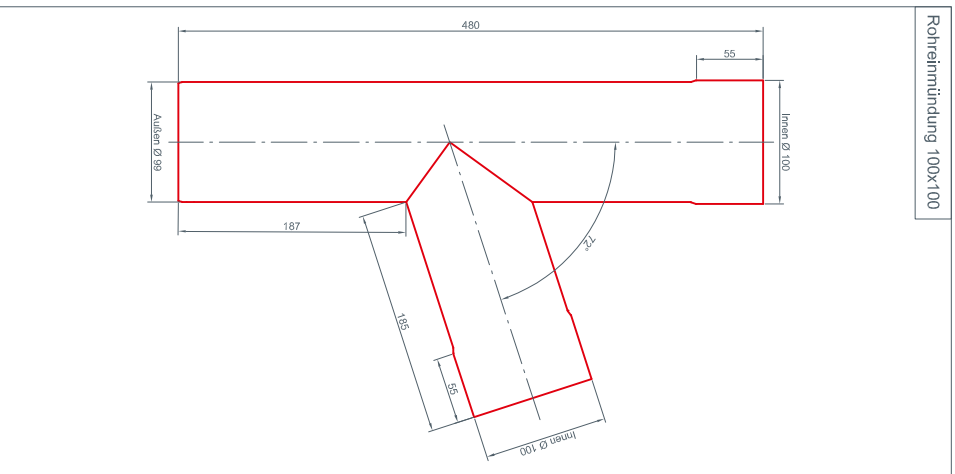 480
55
Rohreinmündung 100x100
Außen Ø 99
Innen Ø 100
187
72°
185
55
Innen Ø 100